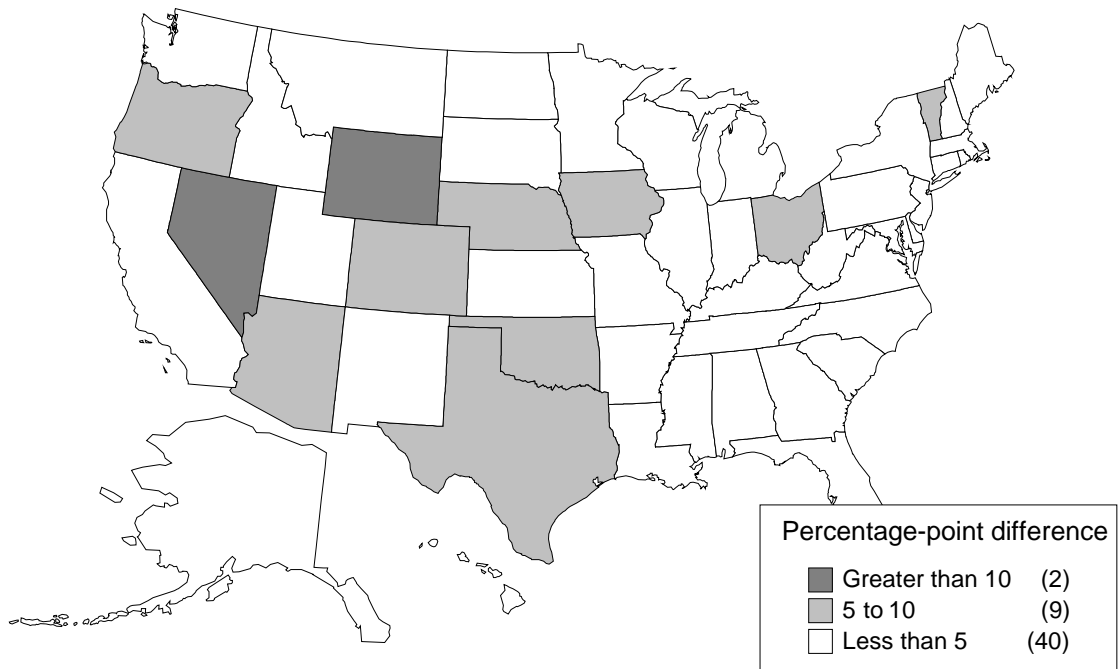 Percentage-point difference
Greater than 10 (2)
5 to 10 (9)
Less than 5 (40)